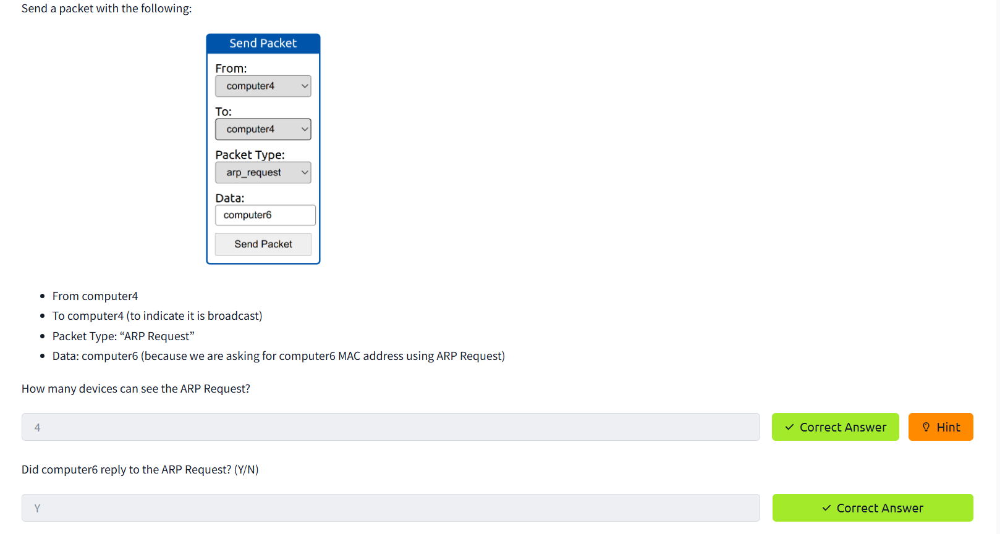 Send a packet with the following:
Send Packet
From:
computer4
To:
computer4
Packet Type:
arp_request
Data:
computer6
Send Packet
• From computer4
• To computer4 (to indicate it is broadcast)
• Packet Type: “ARP Request”
• Data: computer6 (because we are asking for computer6 MAC address using ARP Request)
How many devices can see the ARP Request?
4
Correct Answer
Hint
Did computer6 reply to the ARP Request? (Y/N)
Y
Correct Answer